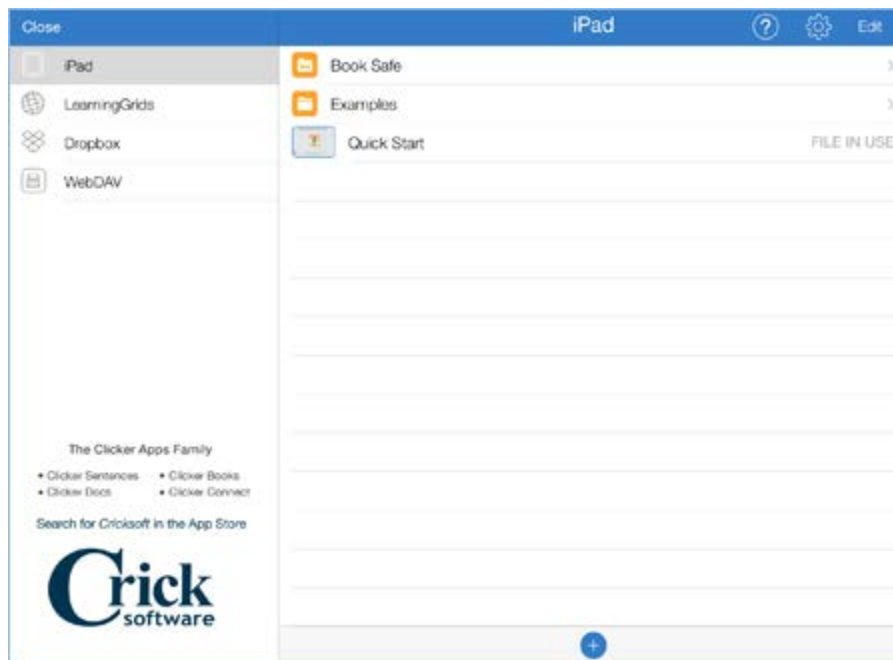 Close
iPad
?
Edit
iPad
LearningGrids
Dropbox
WebDAV
Book Safe
Examples
Quick Start
FILE IN USE
The Clicker Apps Family
• Clicker Sentences • Clicker Books
• Clicker Docs • Clicker Connect
Search for Cricksoft in the App Store
Crick
software